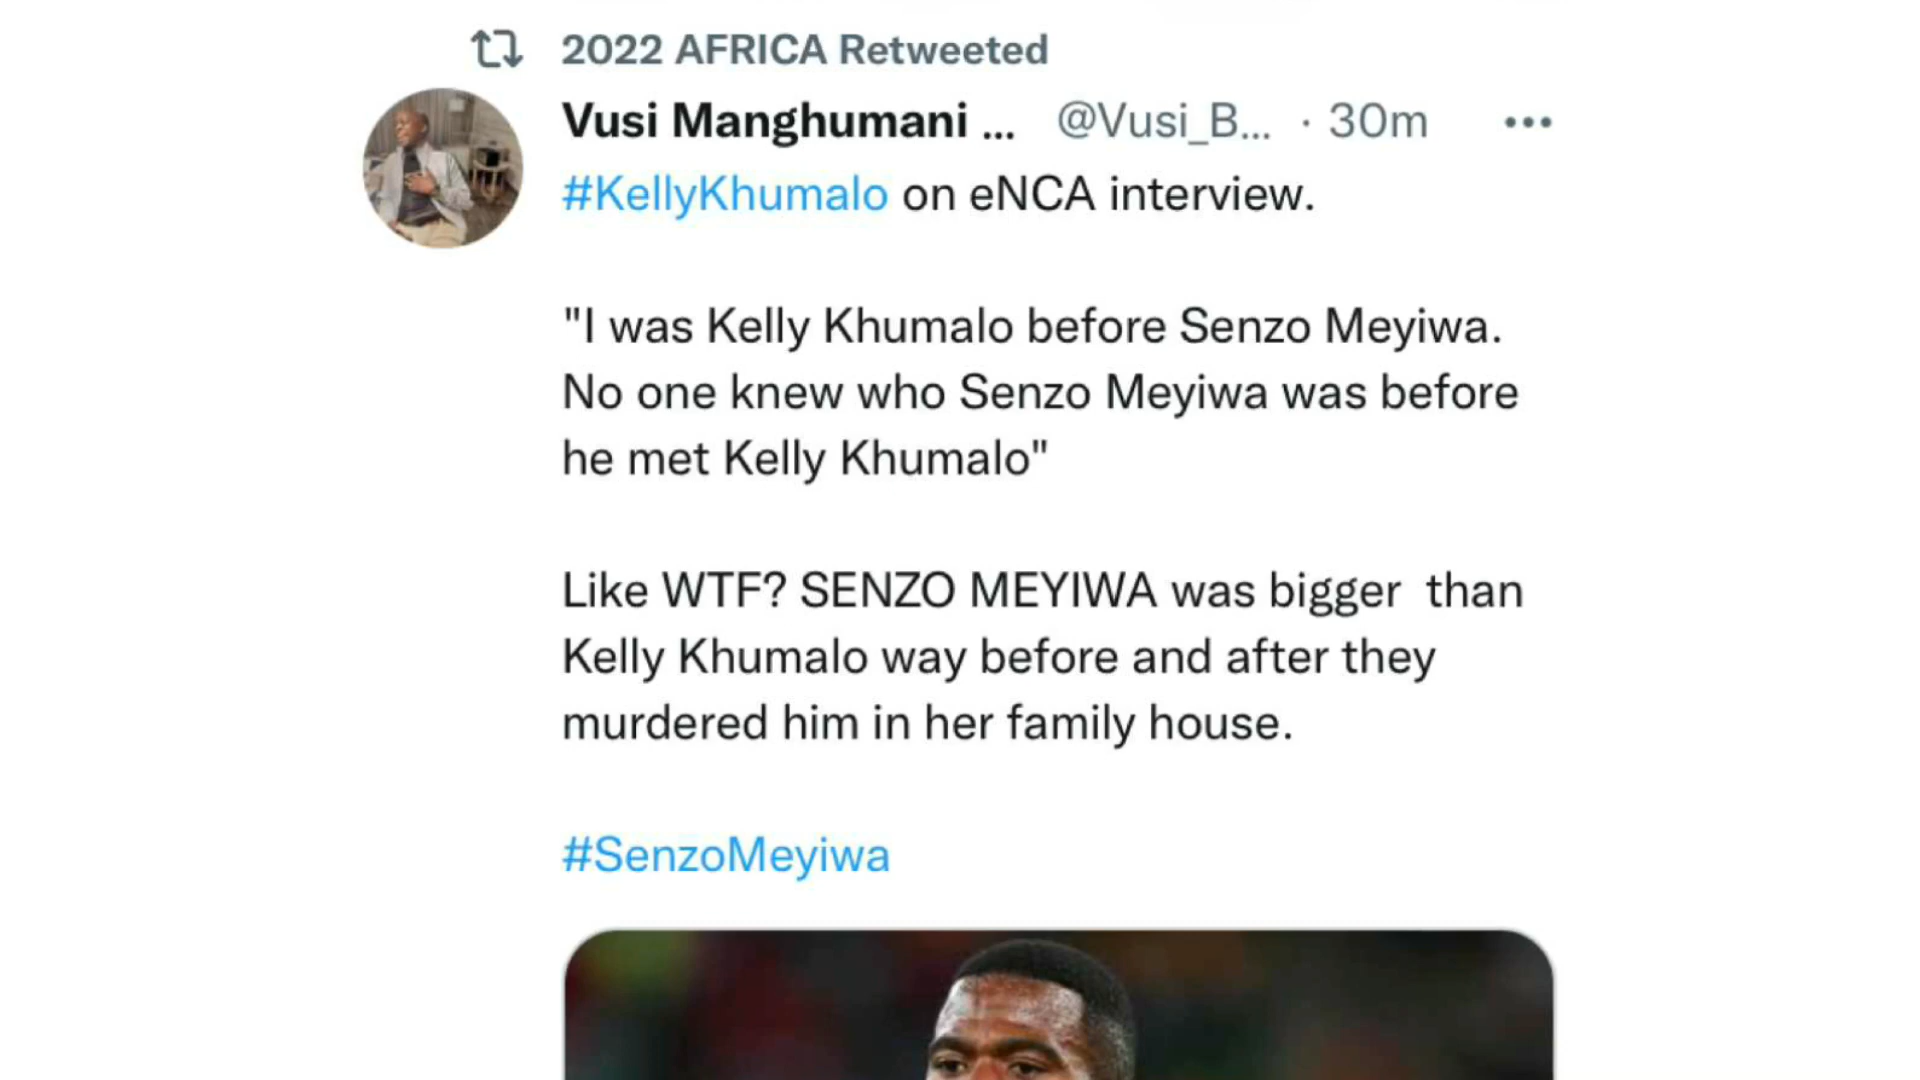 2022 AFRICA Retweeted
Vusi Manghumani ... @Vusi_B... · 30m
#KellyKhumalo on eNCA interview.
"I was Kelly Khumalo before Senzo Meyiwa.
No one knew who Senzo Meyiwa was before
he met Kelly Khumalo"
Like WTF? SENZO MEYIWA was bigger than
Kelly Khumalo way before and after they
murdered him in her family house.
#SenzoMeyiwa